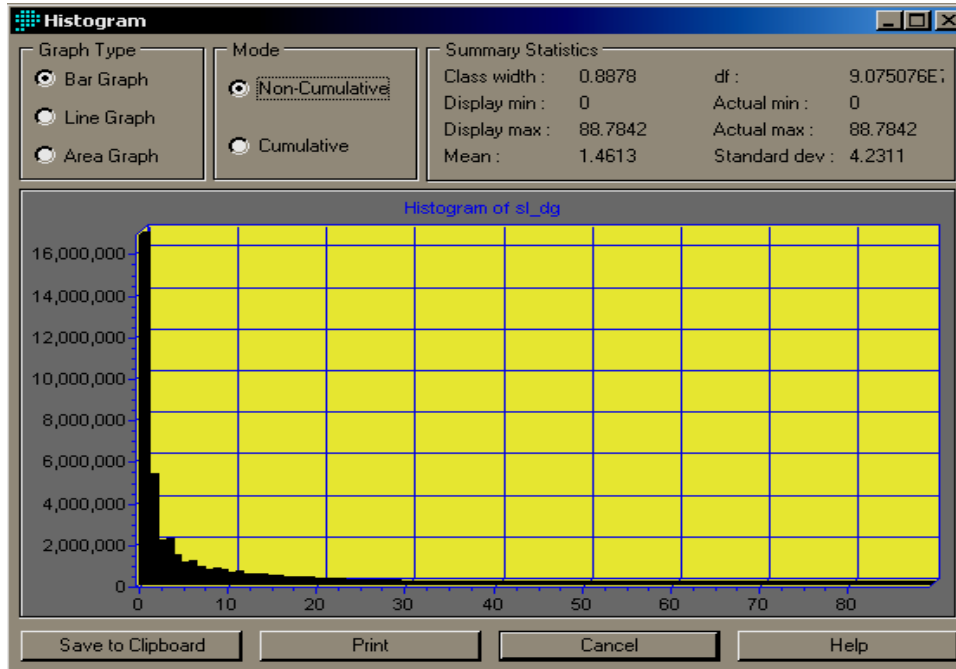 Histogram
Graph Type
Bar Graph
Line Graph
Area Graph
Mode
Non-Cumulative
Cumulative
Summary Statistics
Class width : 0.8878 df : 9.075076E
Display min : 0 Actual min : 0
Display max : 88.7842 Actual max : 88.7842
Mean : 1.4613 Standard dev : 4.2311
Histogram of sl_dg
16,000,000
14,000,000
12,000,000
10,000,000
8,000,000
6,000,000
4,000,000
2,000,000
0
0 10 20 30 40 50 60 70 80
Save to Clipboard Print Cancel Help